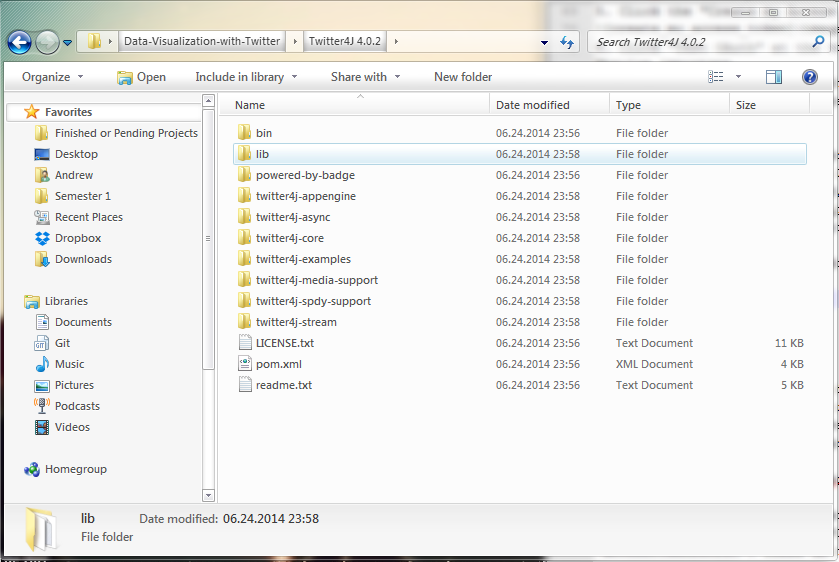 Data-Visualization-with-Twitter Twitter4J 4.0.2 Search Twitter4J 4.0.2
Organize Open Include in library Share with New folder
Favorites
Finished or Pending Projects
Desktop
Andrew
Semester 1
Recent Places
Dropbox
Downloads
Libraries
Documents
Git
Music
Pictures
Podcasts
Videos
Homegroup
Name Date modified Type Size
bin 06.24.2014 23:56 File folder
lib 06.24.2014 23:58 File folder
powered-by-badge 06.24.2014 23:56 File folder
twitter4j-appengine 06.24.2014 23:58 File folder
twitter4j-async 06.24.2014 23:58 File folder
twitter4j-core 06.24.2014 23:58 File folder
twitter4j-examples 06.24.2014 23:58 File folder
twitter4j-media-support 06.24.2014 23:58 File folder
twitter4j-spdy-support 06.24.2014 23:58 File folder
twitter4j-stream 06.24.2014 23:58 File folder
LICENSE.txt 06.24.2014 23:56 Text Document 11 KB
pom.xml 06.24.2014 23:56 XML Document 4 KB
readme.txt 06.24.2014 23:56 Text Document 5 KB
lib Date modified: 06.24.2014 23:58
File folder